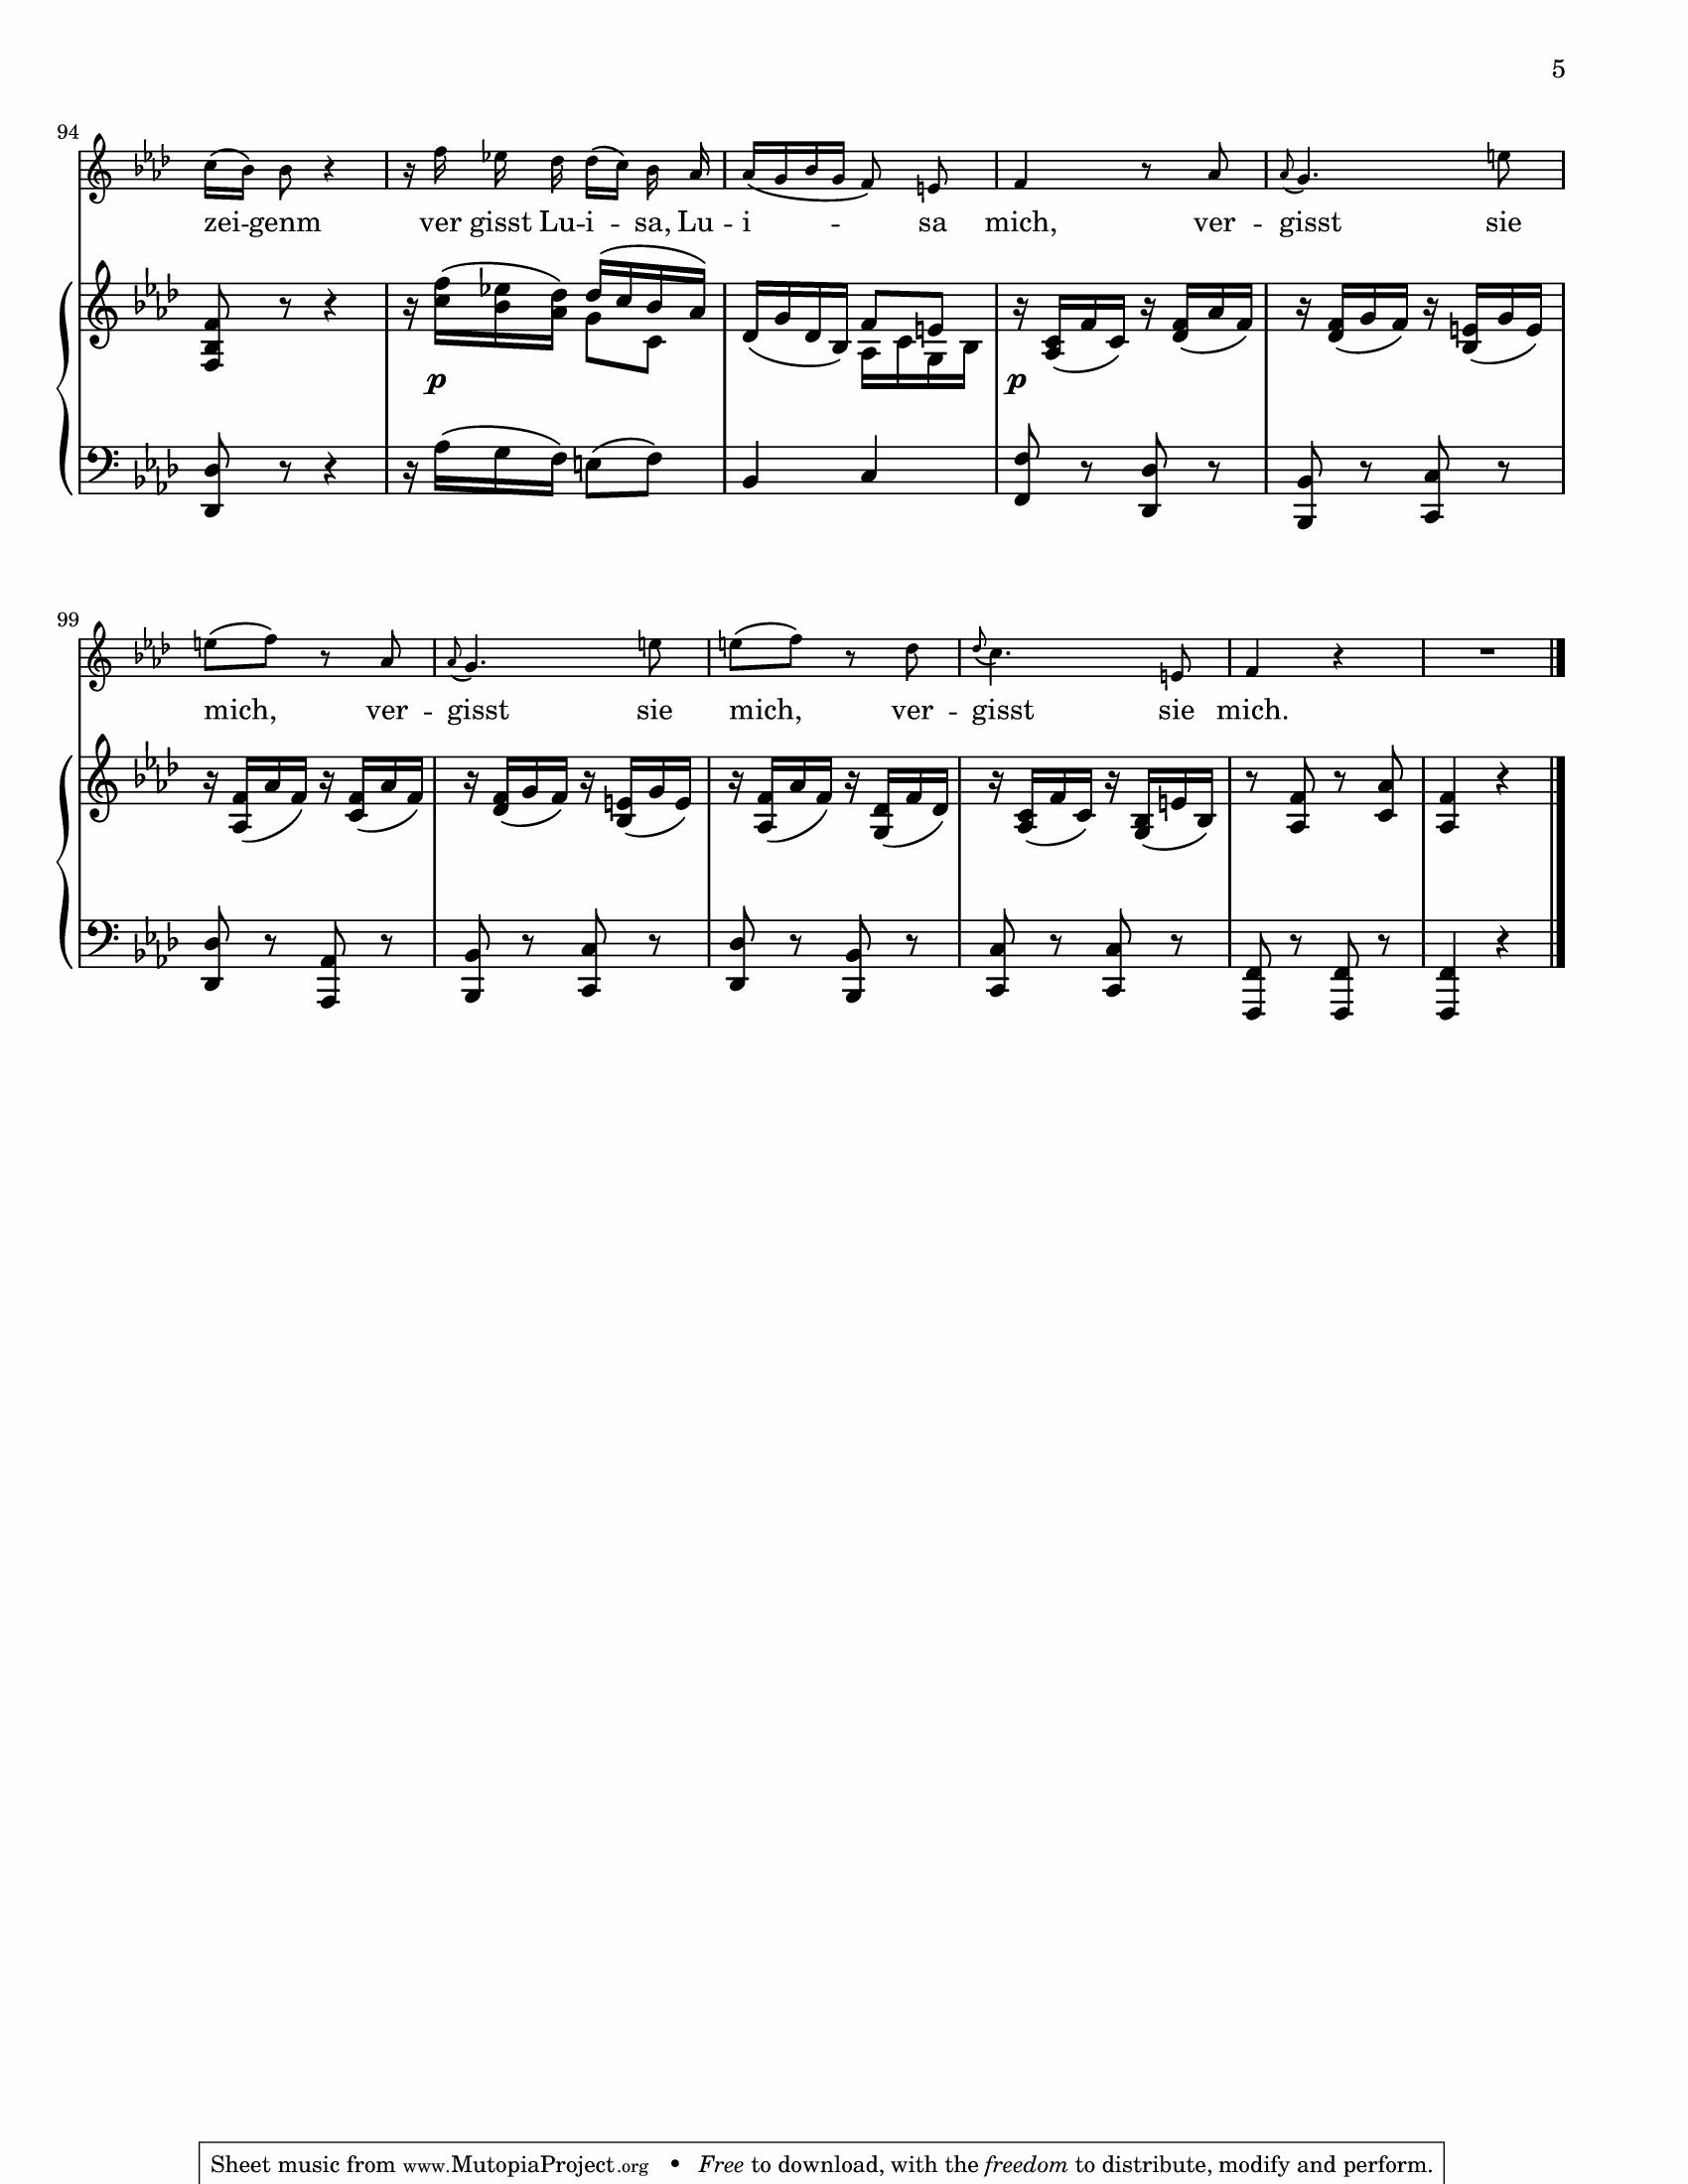 5
94
zei -- genm ver gisst Lu -- i -- sa, Lu -- i -- sa mich, ver -- gisst sie
p p
99
mich, ver -- gisst sie mich, ver -- gisst sie mich.
Sheet music from www.MutopiaProject.org • Free to download, with the freedom to distribute, modify and perform.